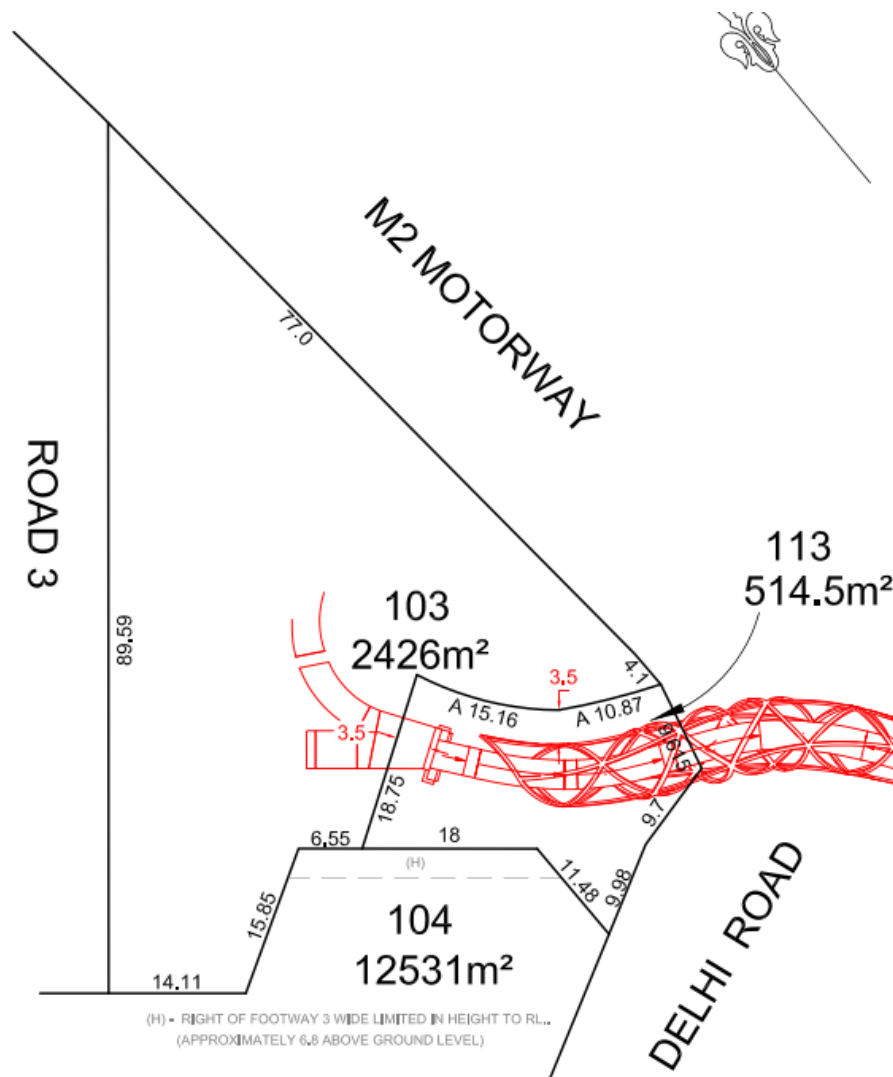 M2 MOTORWAY
77.0
ROAD 3
89.59
113
514.5m²
103
2426m²
4.1
3.5
A 15.16
A 10.87
3.5
9.615
18.75
9.7
6.55
18
(H)
11.48
9.98
15.85
104
12531m²
14.11
DELHI ROAD
(H) - RIGHT OF FOOTWAY 3 WIDE LIMITED IN HEIGHT TO RL..
(APPROXIMATELY 6.8 ABOVE GROUND LEVEL)